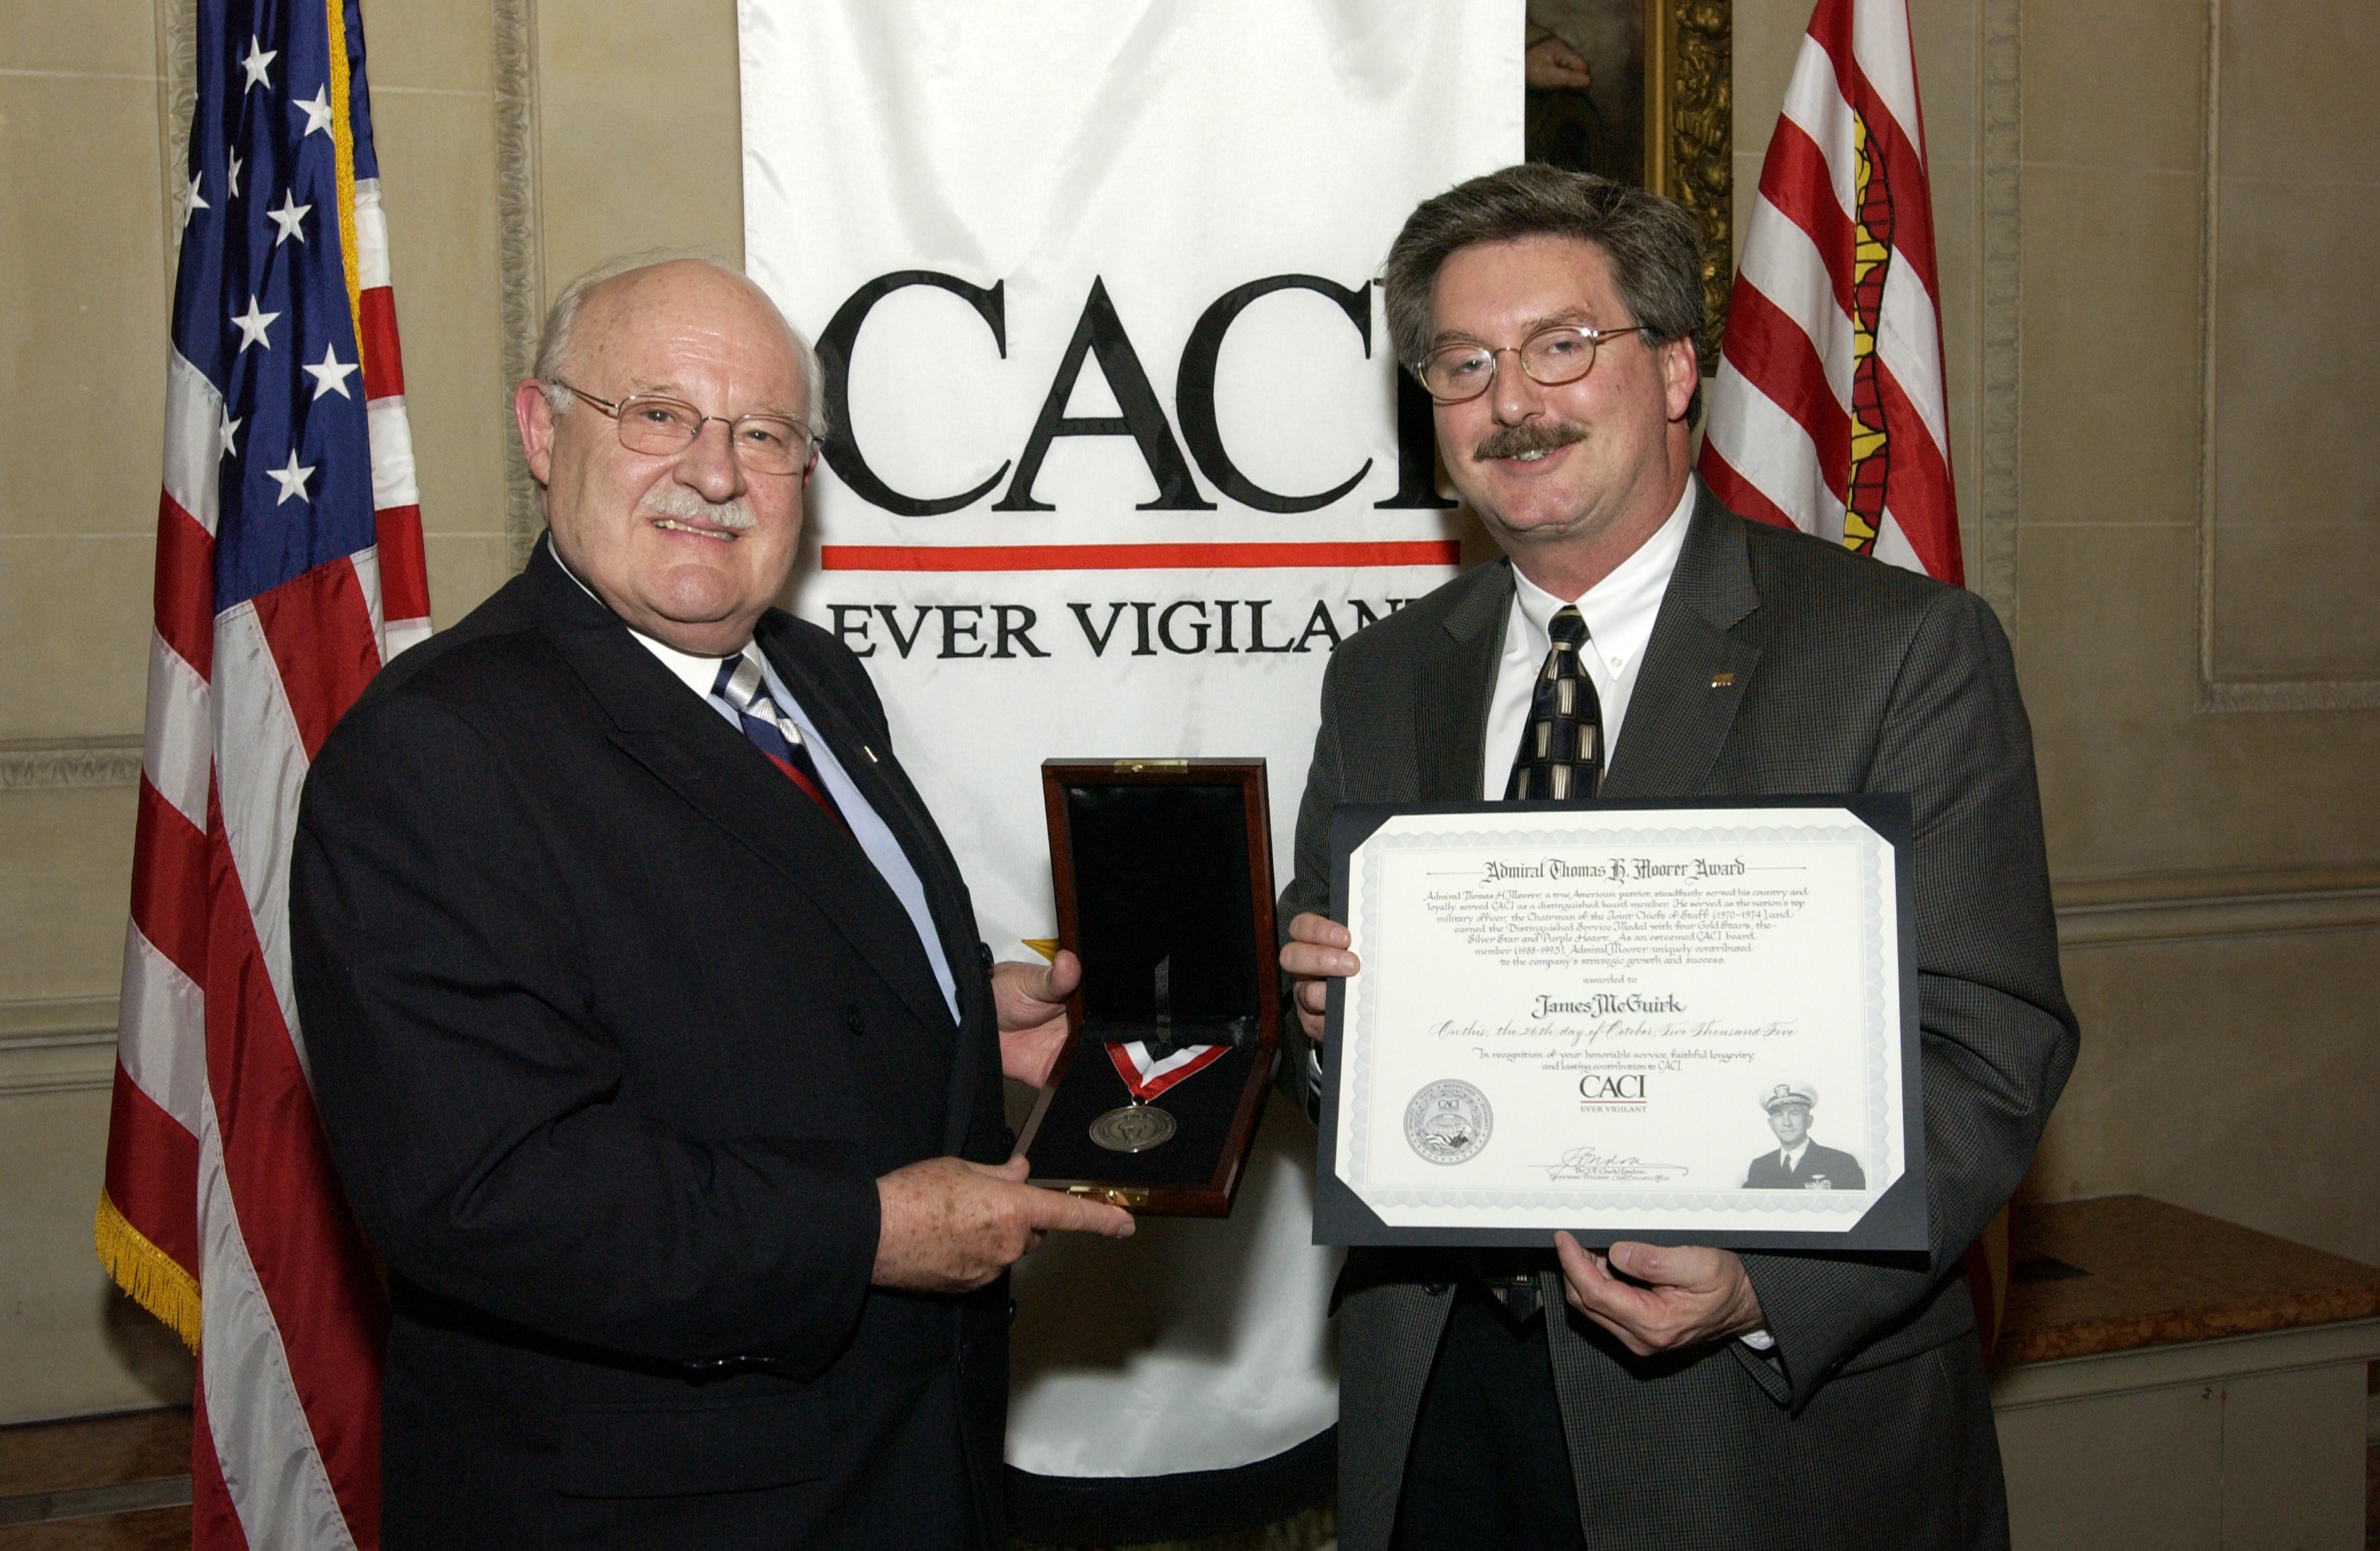 CACI
EVER VIGILAN
Admiral Thomas H. Moorer Award
Admiral Thomas H. Moorer, a true American patriot, steadfastly served his country and
loyally served CACI as a distinguished board member. He served as the nation's top
military officer, the Chairman of the Joint Chiefs of Staff (1970-1974) and
earned the Distinguished Service Medal with four Gold Stars, the
Silver Star and Purple Heart. As an esteemed CACI board
member (1988-1993), Admiral Moorer uniquely contributed
to the company's strategic growth and success.
awarded to
James McGuirk
On this, the 26th day of October, Two Thousand Five
In recognition of your honorable service, faithful longevity,
and lasting contribution to CACI.
CACI
EVER VIGILANT
CACI
Dr. J.P. (Jack) London